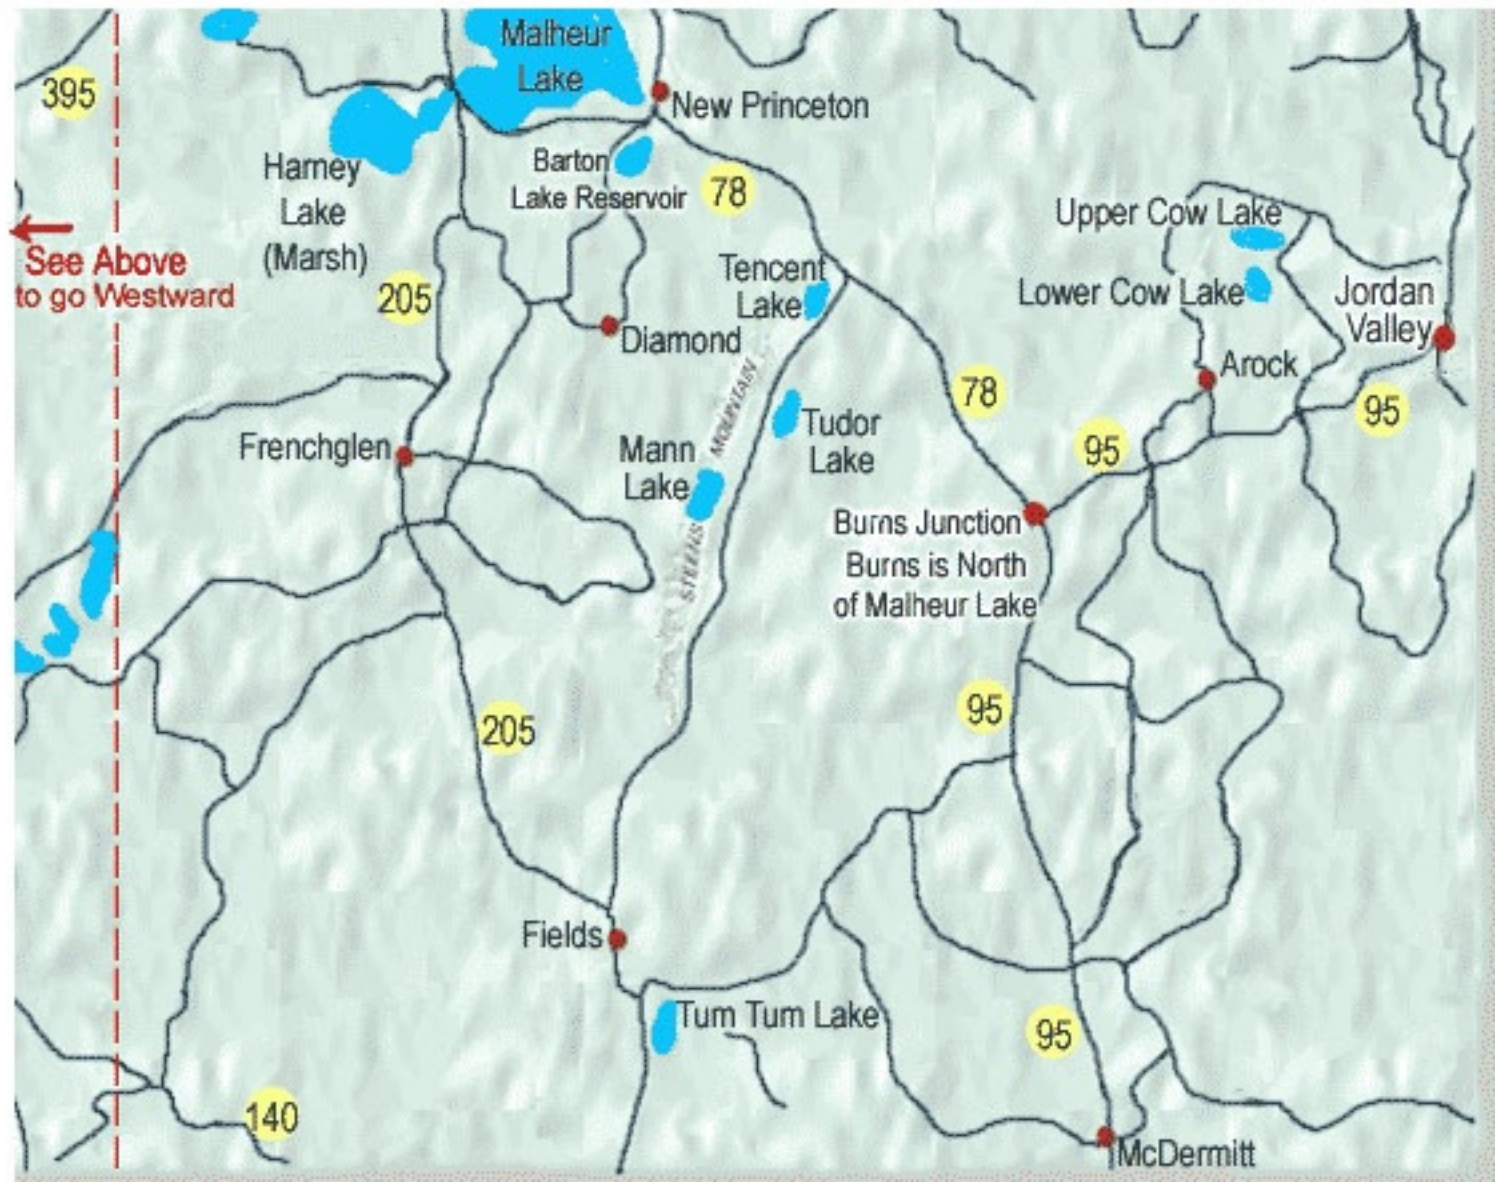 Malheur
Lake
395
New Princeton
Harney
Lake
(Marsh)
Barton
Lake Reservoir
78
Upper Cow Lake
See Above
to go Westward
205
Tencent
Lake
Lower Cow Lake
Jordan
Valley
Diamond
Arock
78
95
Frenchglen
Mann
Lake
STEENS MOUNTAIN
Tudor
Lake
95
Burns Junction
Burns is North
of Malheur Lake
205
95
Fields
Tum Tum Lake
95
140
McDermitt